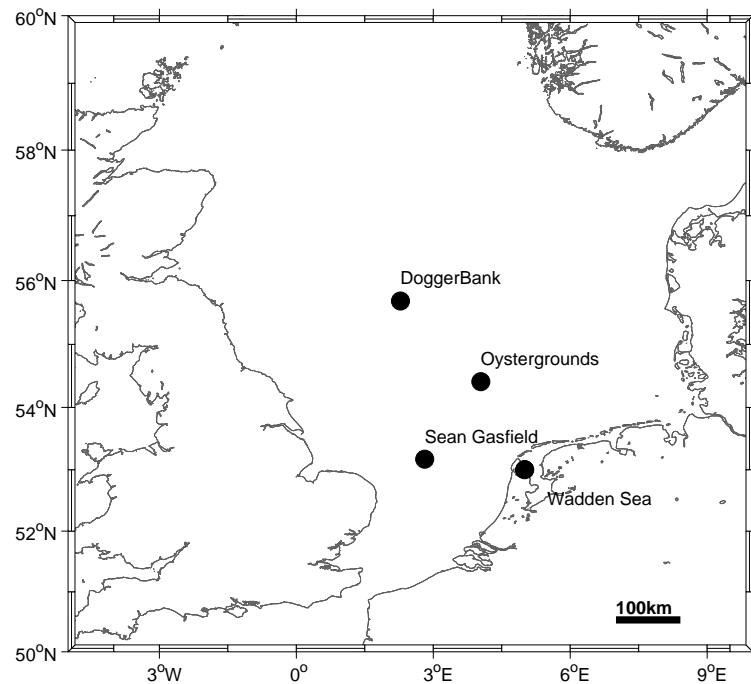 60°N
58°N
56°N
DoggerBank
Oystergrounds
54°N
Sean Gasfield
Wadden Sea
52°N
100km
50°N
3°W 0° 3°E 6°E 9°E